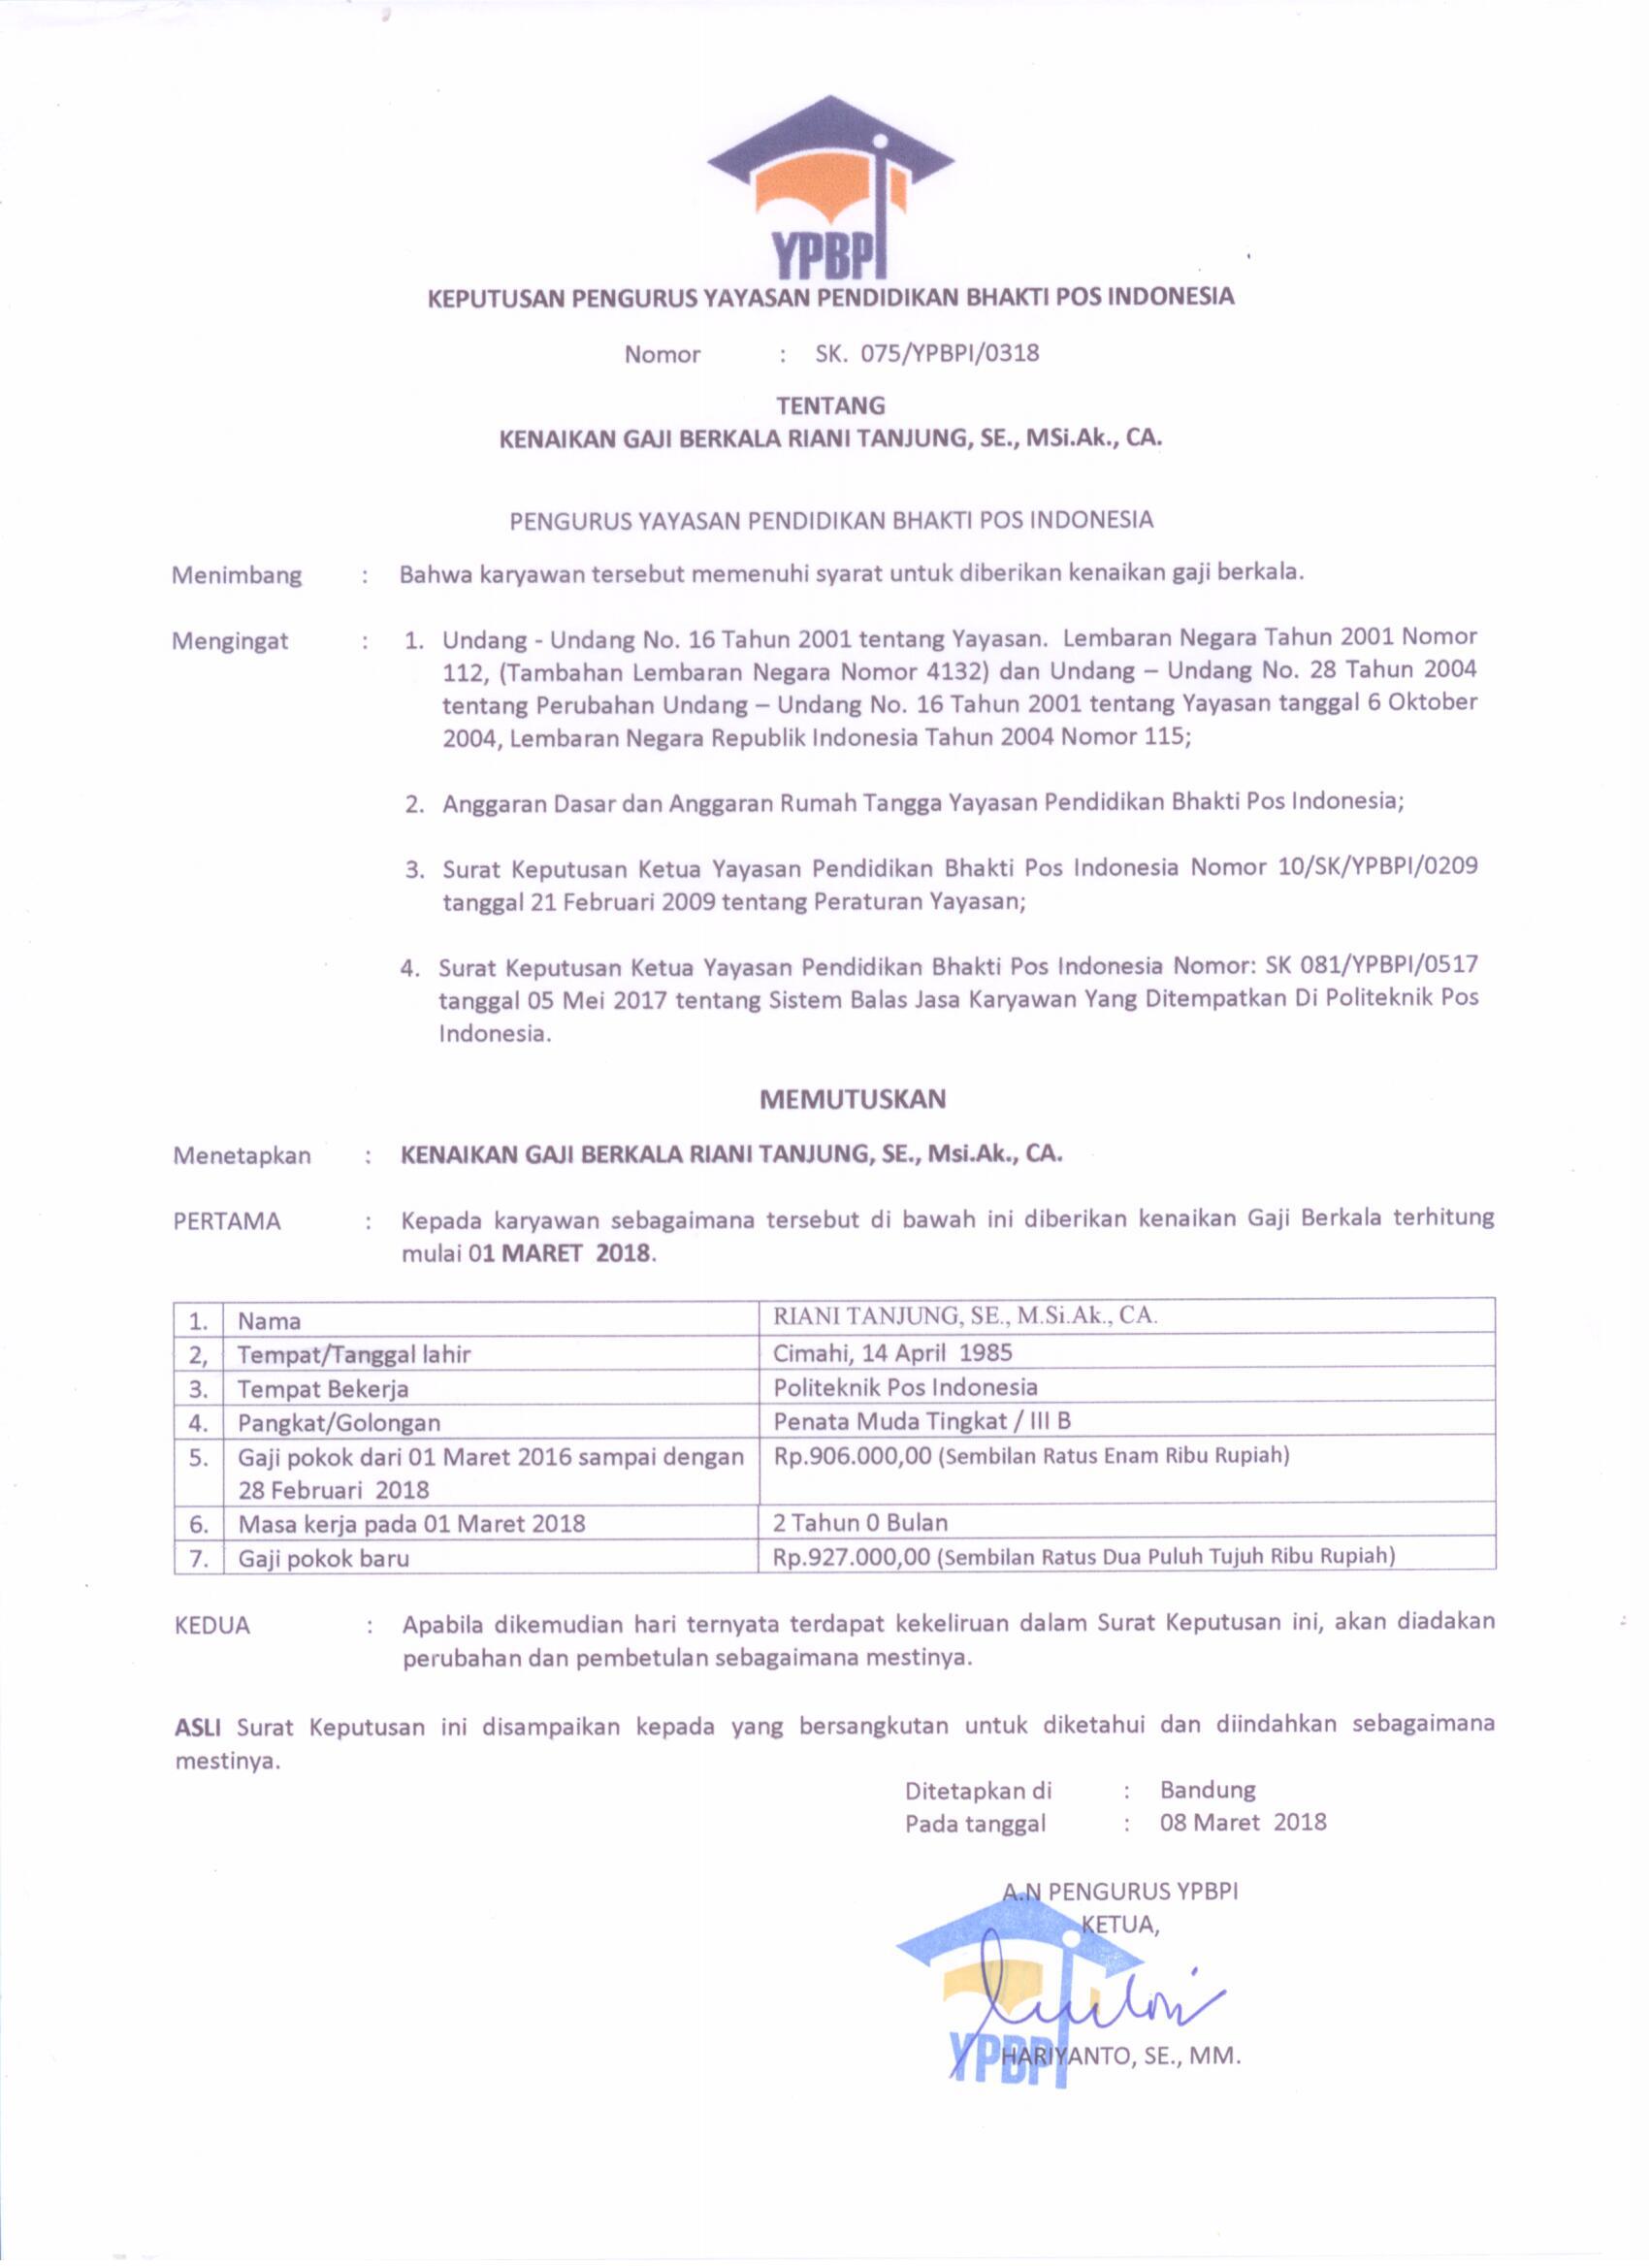 YPBPI
KEPUTUSAN PENGURUS YAYASAN PENDIDIKAN BHAKTI POS INDONESIA
Nomor : SK. 075/YPBPI/0318
TENTANG
KENAIKAN GAJI BERKALA RIANI TANJUNG, SE., MSi.Ak., CA.
PENGURUS YAYASAN PENDIDIKAN BHAKTI POS INDONESIA
Menimbang : Bahwa karyawan tersebut memenuhi syarat untuk diberikan kenaikan gaji berkala.
Mengingat : 1. Undang - Undang No. 16 Tahun 2001 tentang Yayasan. Lembaran Negara Tahun 2001 Nomor
112, (Tambahan Lembaran Negara Nomor 4132) dan Undang – Undang No. 28 Tahun 2004
tentang Perubahan Undang – Undang No. 16 Tahun 2001 tentang Yayasan tanggal 6 Oktober
2004, Lembaran Negara Republik Indonesia Tahun 2004 Nomor 115;
2. Anggaran Dasar dan Anggaran Rumah Tangga Yayasan Pendidikan Bhakti Pos Indonesia;
3. Surat Keputusan Ketua Yayasan Pendidikan Bhakti Pos Indonesia Nomor 10/SK/YPBPI/0209
tanggal 21 Februari 2009 tentang Peraturan Yayasan;
4. Surat Keputusan Ketua Yayasan Pendidikan Bhakti Pos Indonesia Nomor: SK 081/YPBPI/0517
tanggal 05 Mei 2017 tentang Sistem Balas Jasa Karyawan Yang Ditempatkan Di Politeknik Pos
Indonesia.
MEMUTUSKAN
Menetapkan : KENAIKAN GAJI BERKALA RIANI TANJUNG, SE., Msi.Ak., CA.
PERTAMA : Kepada karyawan sebagaimana tersebut di bawah ini diberikan kenaikan Gaji Berkala terhitung
mulai 01 MARET 2018.
1. Nama RIANI TANJUNG, SE., M.Si.Ak., CA.
2, Tempat/Tanggal lahir Cimahi, 14 April 1985
3. Tempat Bekerja Politeknik Pos Indonesia
4. Pangkat/Golongan Penata Muda Tingkat / III B
5. Gaji pokok dari 01 Maret 2016 sampai dengan Rp.906.000,00 (Sembilan Ratus Enam Ribu Rupiah)
28 Februari 2018
6. Masa kerja pada 01 Maret 2018 2 Tahun 0 Bulan
7. Gaji pokok baru Rp.927.000,00 (Sembilan Ratus Dua Puluh Tujuh Ribu Rupiah)
KEDUA : Apabila dikemudian hari ternyata terdapat kekeliruan dalam Surat Keputusan ini, akan diadakan
perubahan dan pembetulan sebagaimana mestinya.
ASLI Surat Keputusan ini disampaikan kepada yang bersangkutan untuk diketahui dan diindahkan sebagaimana
mestinya.
Ditetapkan di : Bandung
Pada tanggal : 08 Maret 2018
A.N PENGURUS YPBPI
KETUA,
YPBPI
HARIYANTO, SE., MM.